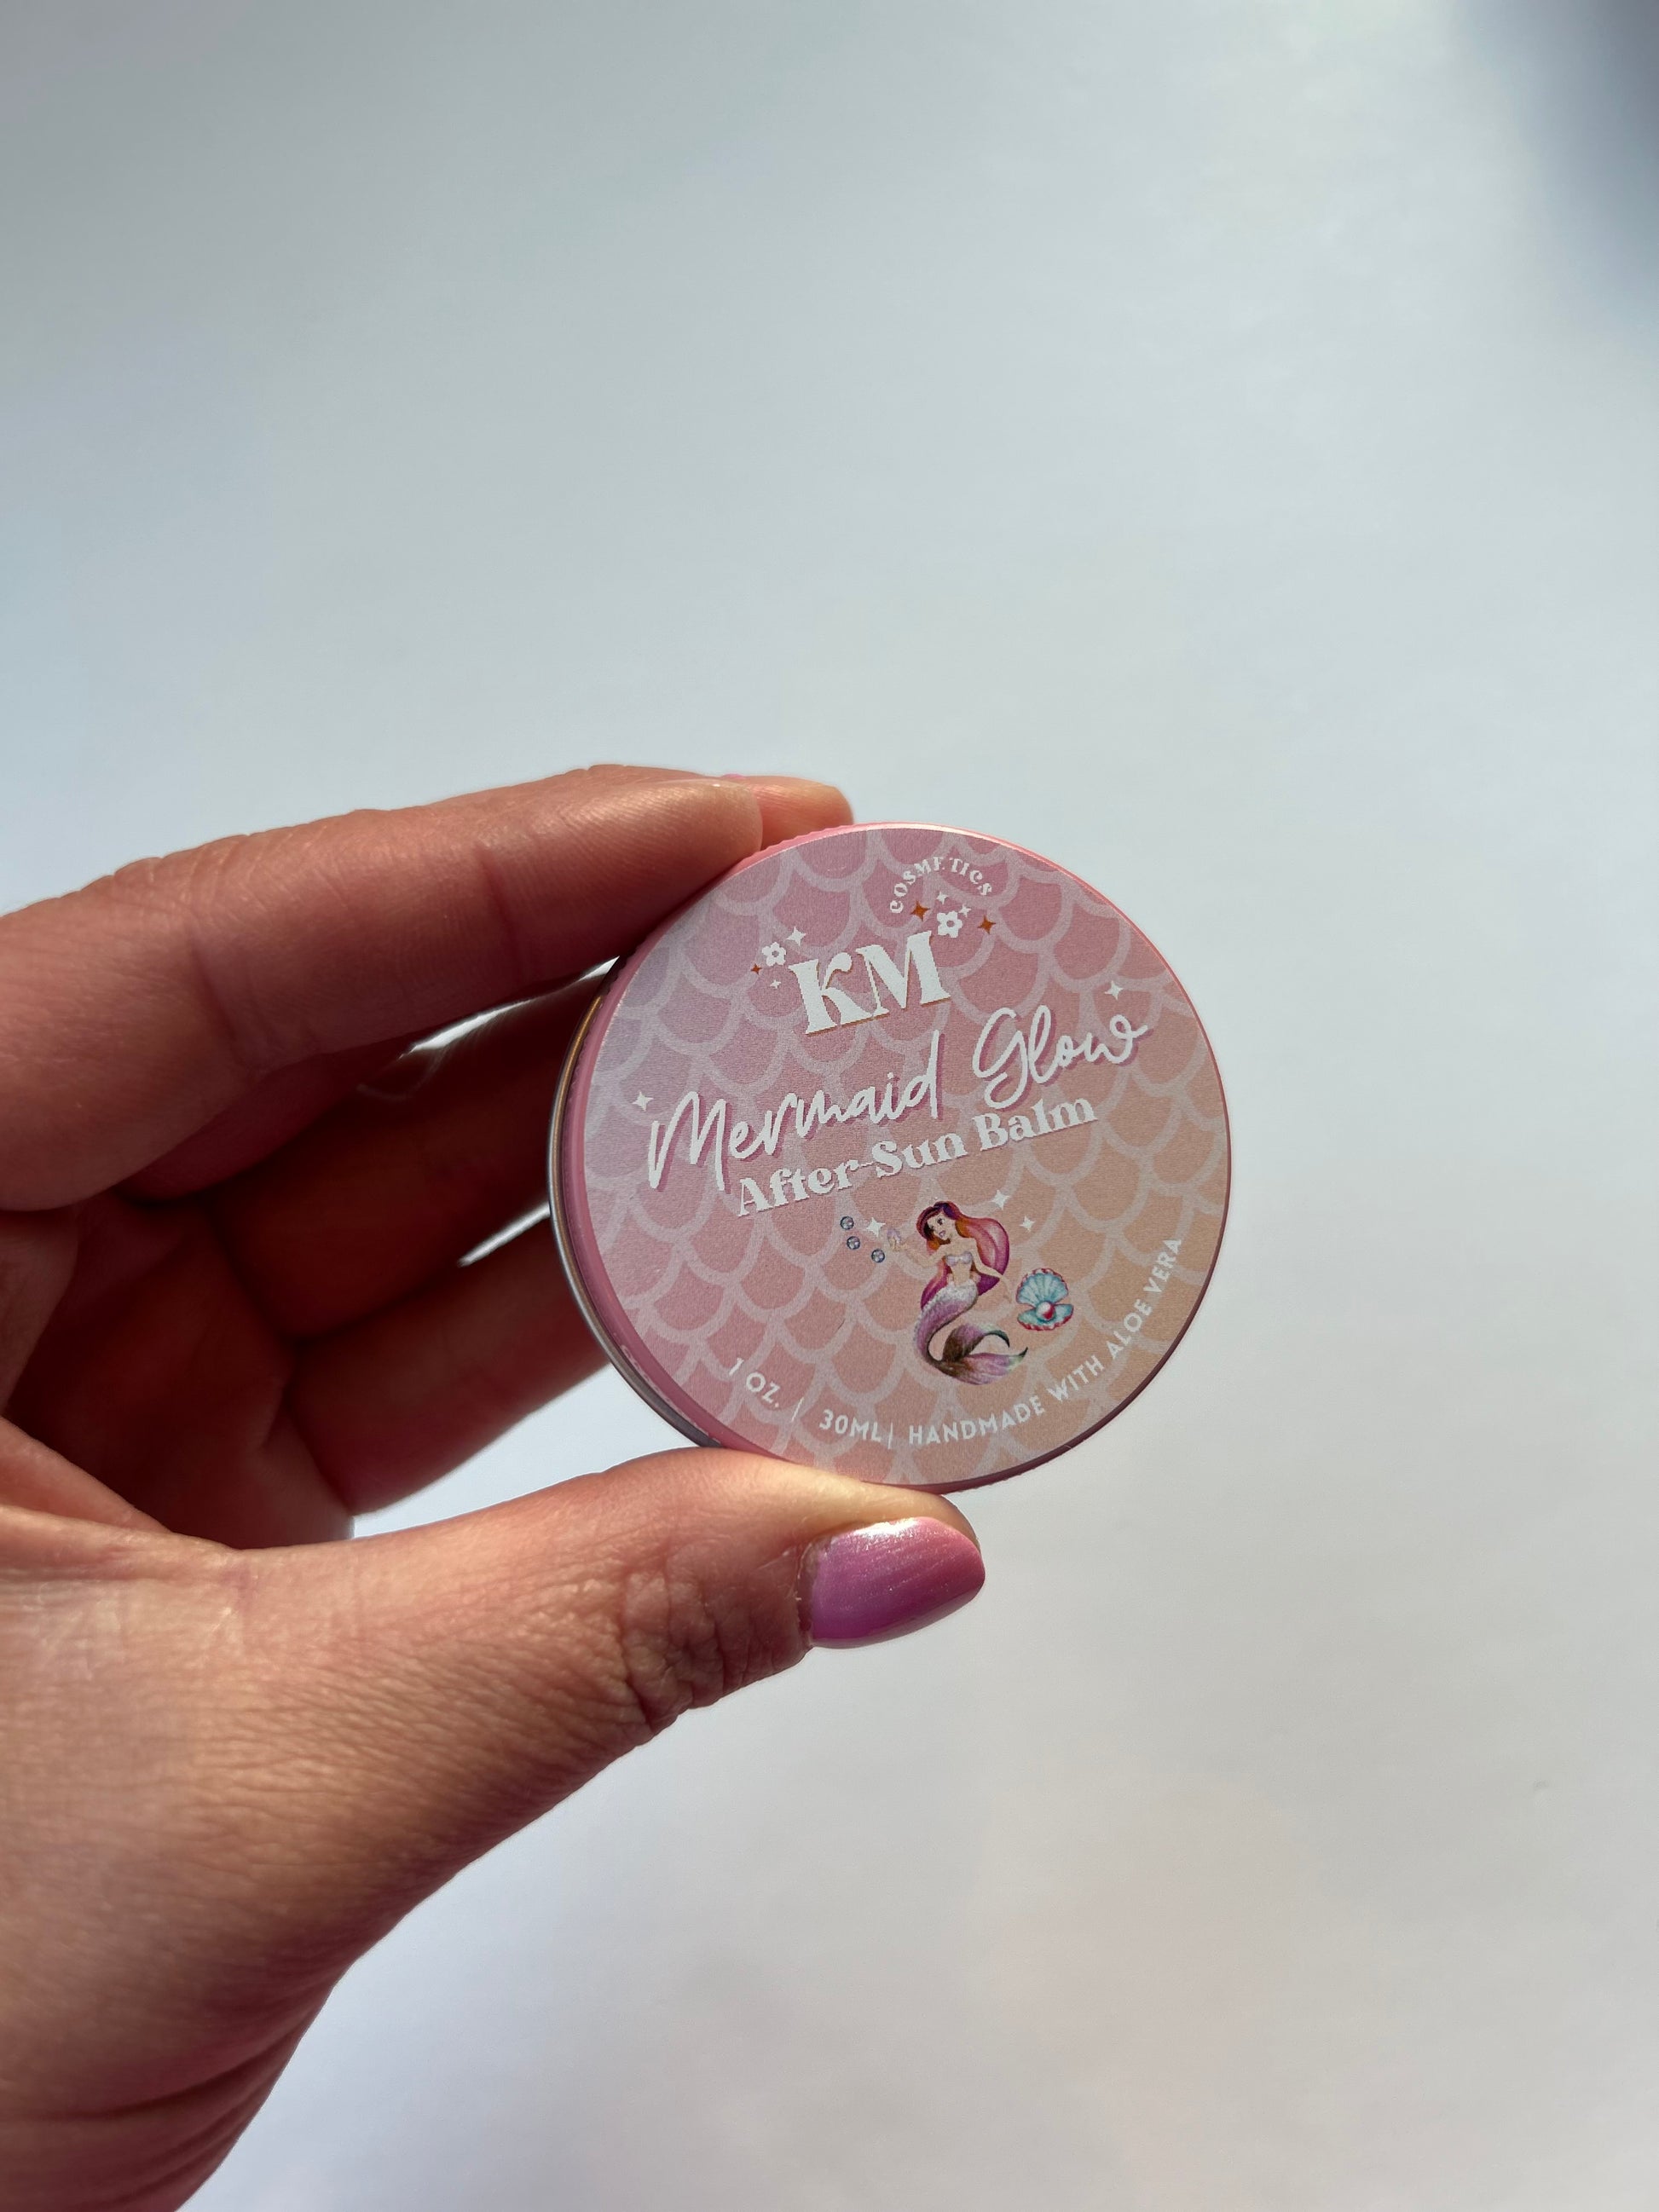 COSMETICS
KM
Mermaid Glow
After-Sun Balm
1 OZ. | 30ML| HANDMADE WITH ALOE VERA